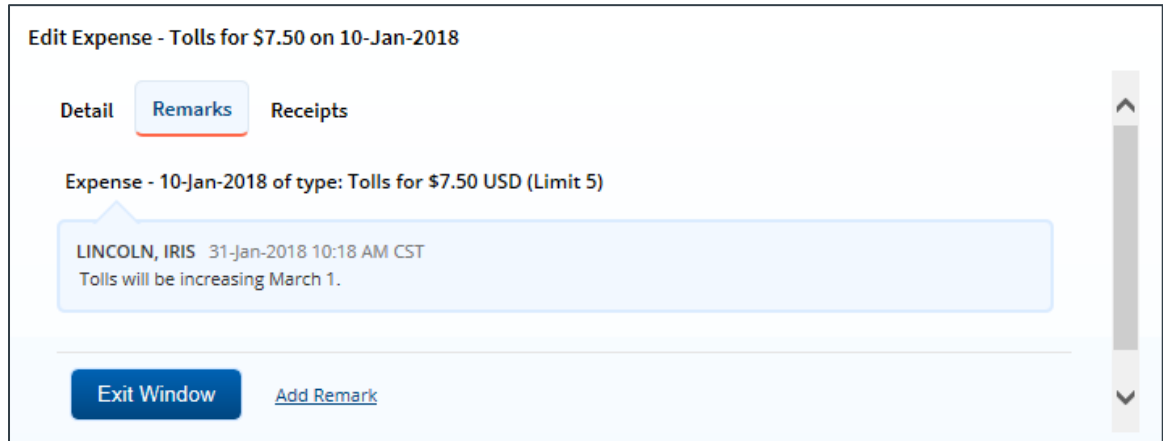 Edit Expense - Tolls for $7.50 on 10-Jan-2018
Detail Remarks Receipts
Expense - 10-Jan-2018 of type: Tolls for $7.50 USD (Limit 5)
LINCOLN, IRIS 31-Jan-2018 10:18 AM CST
Tolls will be increasing March 1.
Exit Window Add Remark